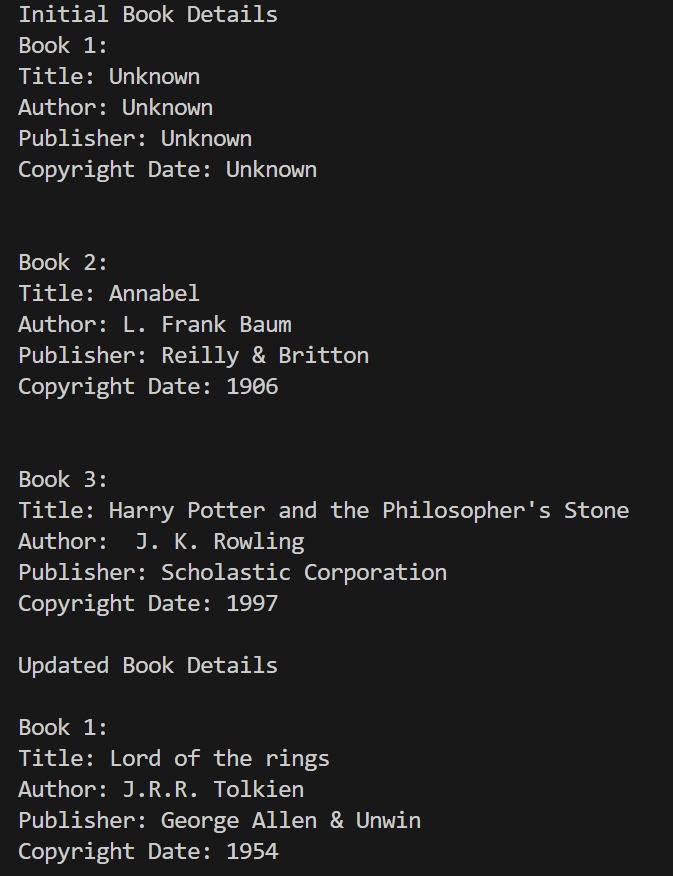 Initial Book Details
Book 1:
Title: Unknown
Author: Unknown
Publisher: Unknown
Copyright Date: Unknown
Book 2:
Title: Annabel
Author: L. Frank Baum
Publisher: Reilly & Britton
Copyright Date: 1906
Book 3:
Title: Harry Potter and the Philosopher's Stone
Author:  J. K. Rowling
Publisher: Scholastic Corporation
Copyright Date: 1997
Updated Book Details
Book 1:
Title: Lord of the rings
Author: J.R.R. Tolkien
Publisher: George Allen & Unwin
Copyright Date: 1954